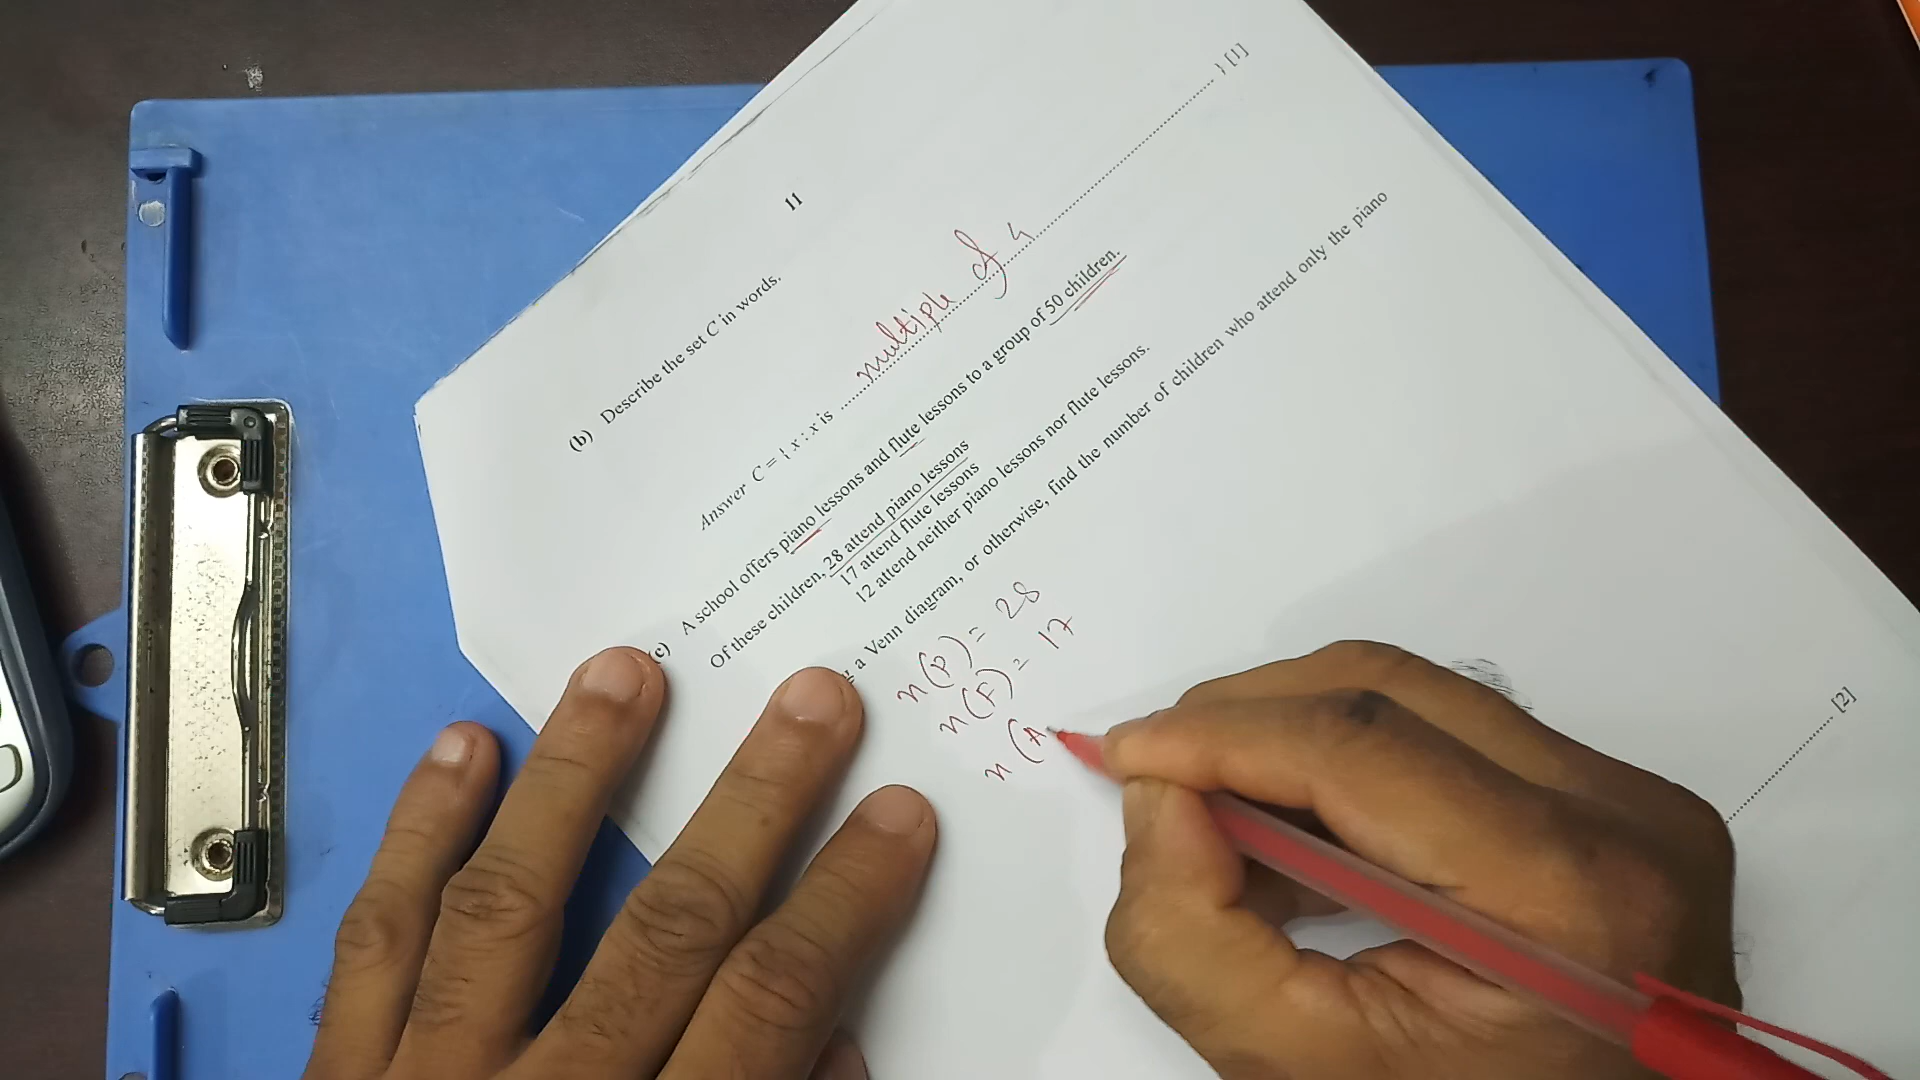 11
(b) Describe the set C in words.
Answer C = { x : x is multiple of 4 } [1]
(c) A school offers piano lessons and flute lessons to a group of 50 children.
Of these children, 28 attend piano lessons
17 attend flute lessons
12 attend neither piano lessons nor flute lessons.
a Venn diagram, or otherwise, find the number of children who attend only the piano
n(P) = 28
n(F) = 17
n(A
[2]